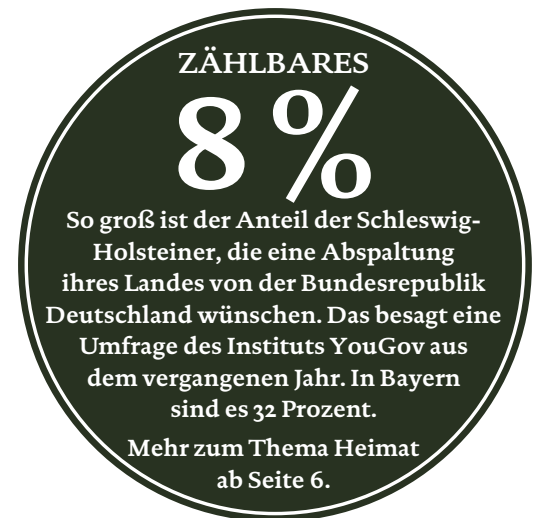 ZÄHLBARES
8 %
So groß ist der Anteil der Schleswig-
Holsteiner, die eine Abspaltung
ihres Landes von der Bundesrepublik
Deutschland wünschen. Das besagt eine
Umfrage des Instituts YouGov aus
dem vergangenen Jahr. In Bayern
sind es 32 Prozent.
Mehr zum Thema Heimat
ab Seite 6.